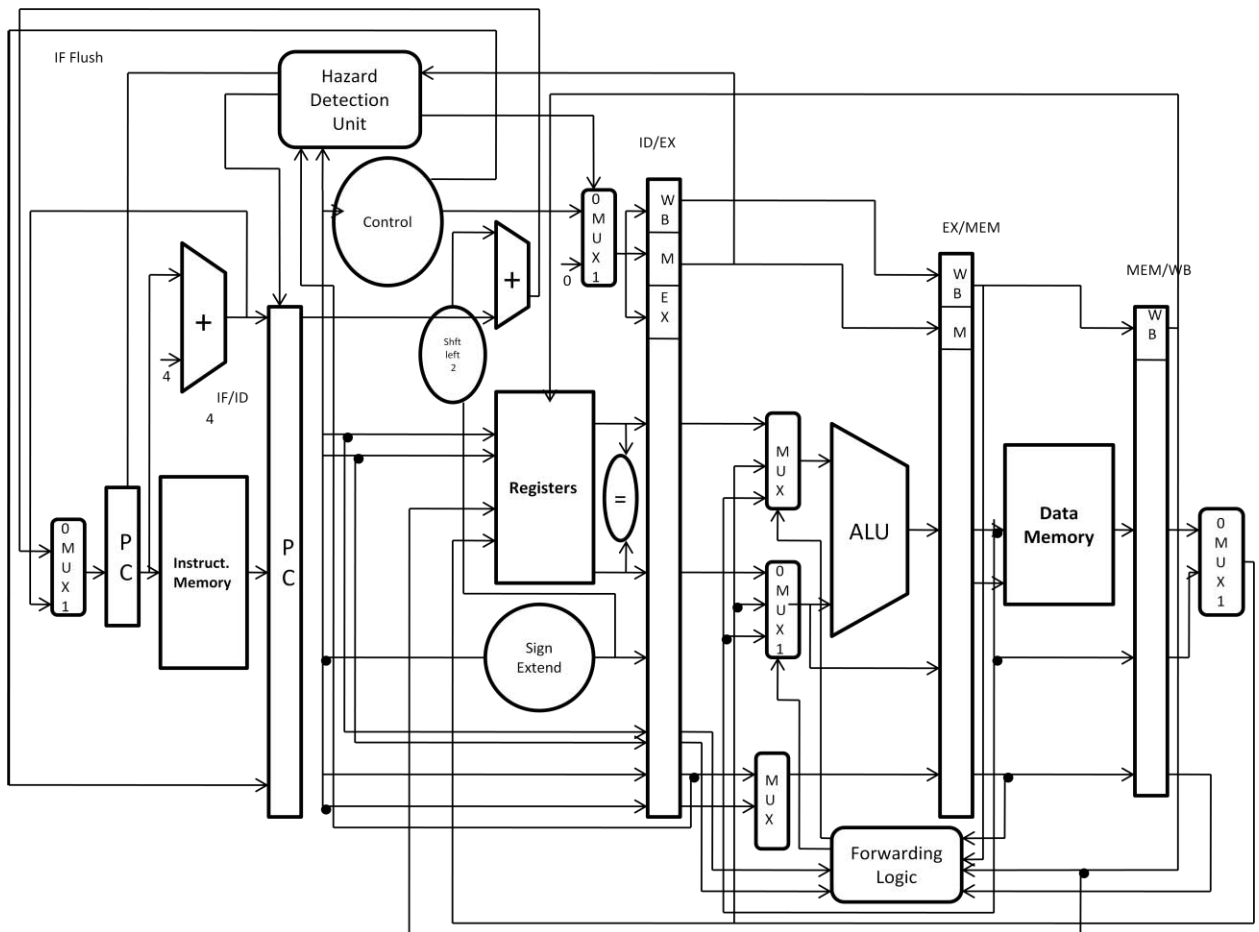 IF Flush
Hazard
Detection
Unit
ID/EX
Control
0
M
U
X
1
0
W
B
M
E
X
EX/MEM
W
B
M
MEM/WB
W
B
+
4
IF/ID
4
+
Shft
left
2
0
M
U
X
1
P
C
Instruct.
Memory
P
C
Registers
=
Sign
Extend
M
U
X
0
M
U
X
1
ALU
Data
Memory
0
M
U
X
1
M
U
X
Forwarding
Logic